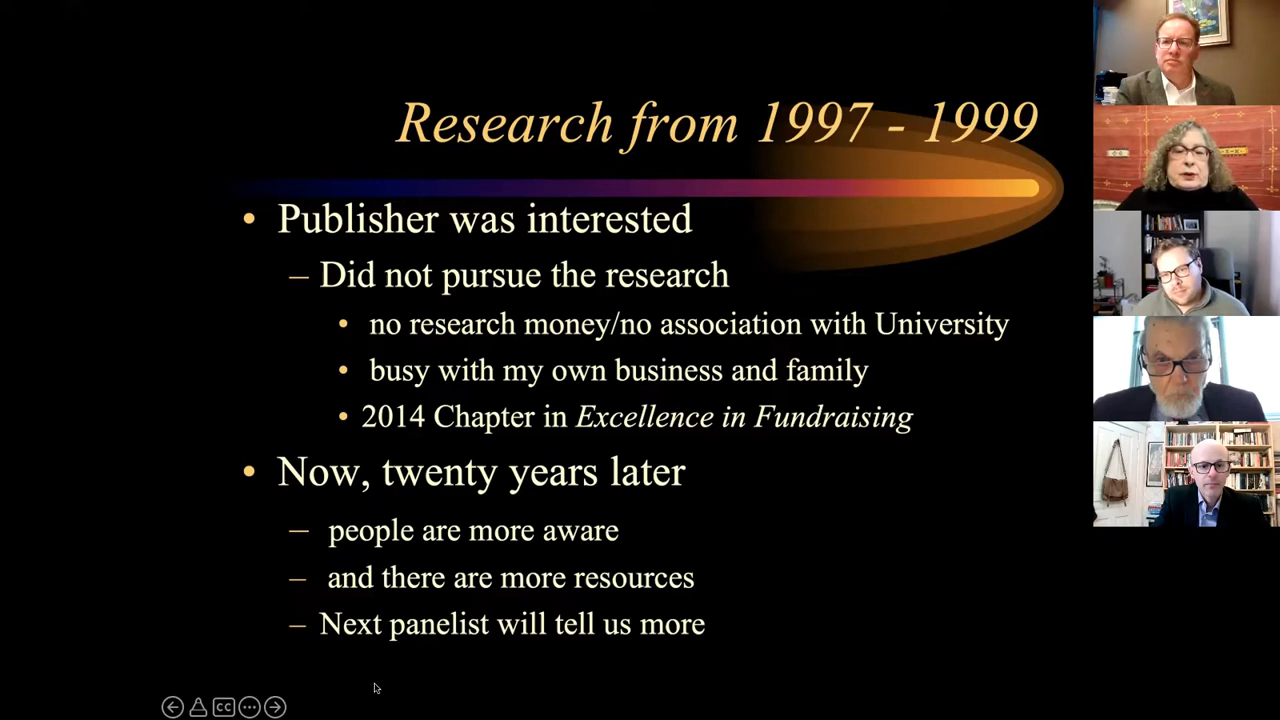 Research from 1997 - 1999
• Publisher was interested
– Did not pursue the research
• no research money/no association with University
• busy with my own business and family
• 2014 Chapter in Excellence in Fundraising
• Now, twenty years later
– people are more aware
– and there are more resources
– Next panelist will tell us more
CC